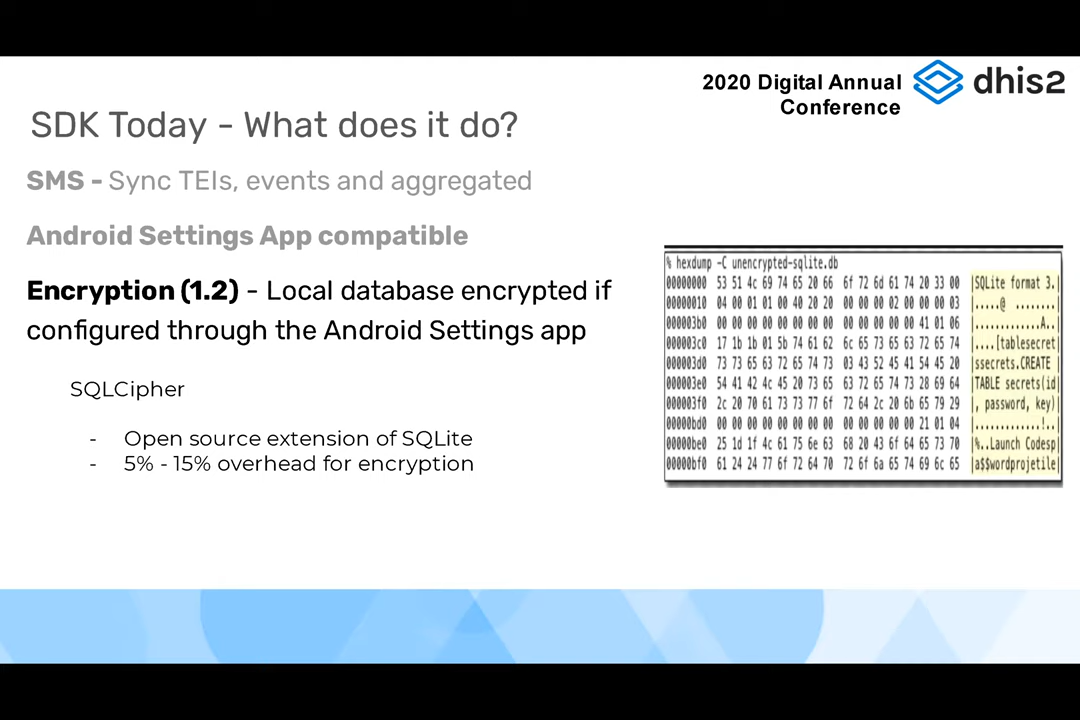 2020 Digital Annual
Conference
dhis2
SDK Today - What does it do?
SMS - Sync TEIs, events and aggregated
Android Settings App compatible
Encryption (1.2) - Local database encrypted if
configured through the Android Settings app
SQLCipher
- Open source extension of SQLite
- 5% - 15% overhead for encryption
% hexdump -C unencrypted-sqlite.db
00000000 53 51 4c 69 74 65 20 66 6f 72 6d 61 74 20 33 00 |SQLite format 3.|
00000010 04 00 01 01 00 40 20 20 00 00 00 02 00 00 00 03 |.....@ ........|
000003b0 00 00 00 00 00 00 00 00 00 00 00 00 00 41 01 06 |.............A..|
000003c0 17 1b 1b 01 5b 74 61 62 6c 65 73 65 63 72 65 74 |....[tablesecret|
000003d0 73 73 65 63 72 65 74 73 03 43 52 45 41 54 45 20 |ssecrets.CREATE |
000003e0 54 41 42 4c 45 20 73 65 63 72 65 74 73 28 69 64 |TABLE secrets(id|
000003f0 2c 20 70 61 73 73 77 6f 72 64 2c 20 6b 65 79 29 |, password, key)|
00000bd0 00 00 00 00 00 00 00 00 00 00 00 00 00 21 01 04 |.............!..|
00000be0 25 1d 1f 4c 61 75 6e 63 68 20 43 6f 64 65 73 70 |%..Launch Codesp|
00000bf0 61 24 24 77 6f 72 64 70 72 6f 6a 65 74 69 6c 65 |a$$wordprojetile|